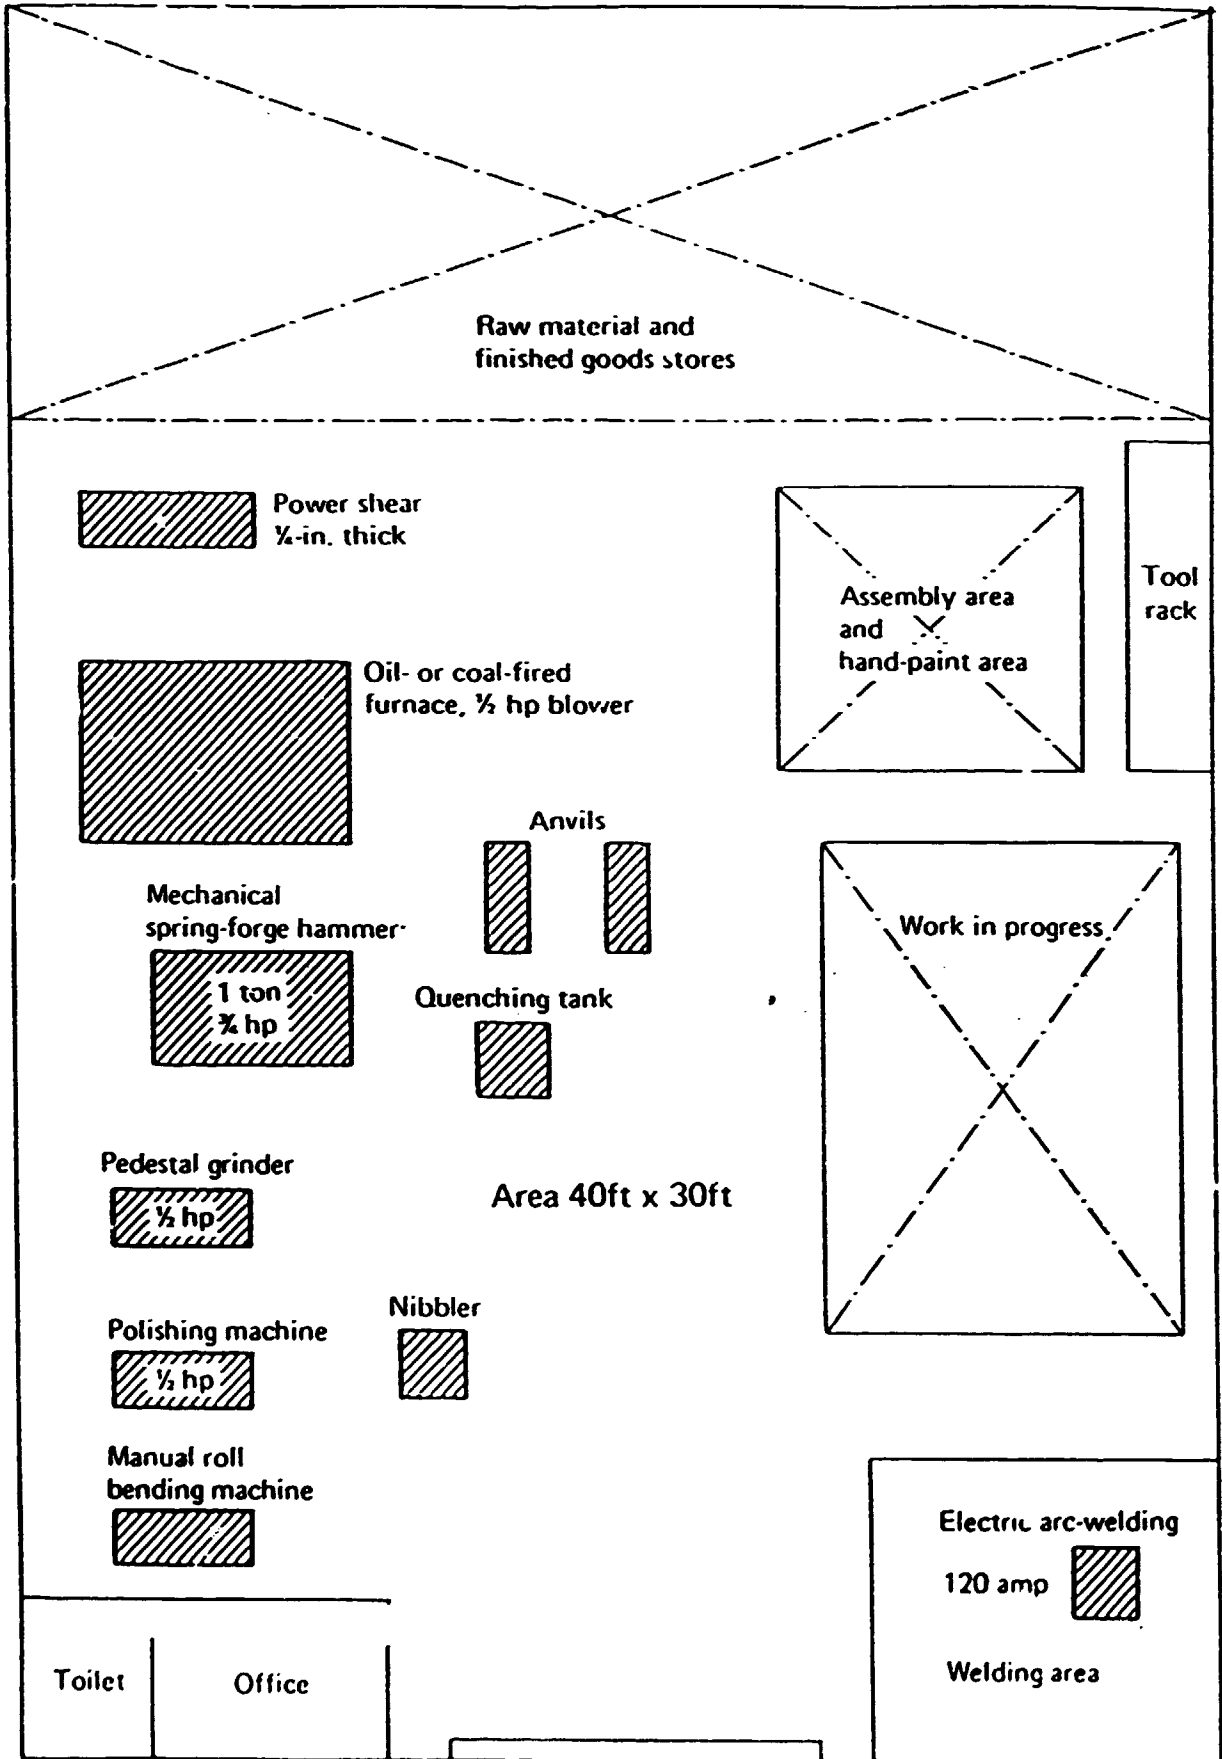 Raw material and
finished goods stores
Power shear
¼-in. thick
Tool
rack
Assembly area
and
hand-paint area
Oil- or coal-fired
furnace, ½ hp blower
Anvils
Mechanical
spring-forge hammer
1 ton
¾ hp
Work in progress
Quenching tank
Pedestal grinder
½ hp
Area 40ft x 30ft
Nibbler
Polishing machine
½ hp
Manual roll
bending machine
Electric arc-welding
120 amp
Welding area
Toilet
Office